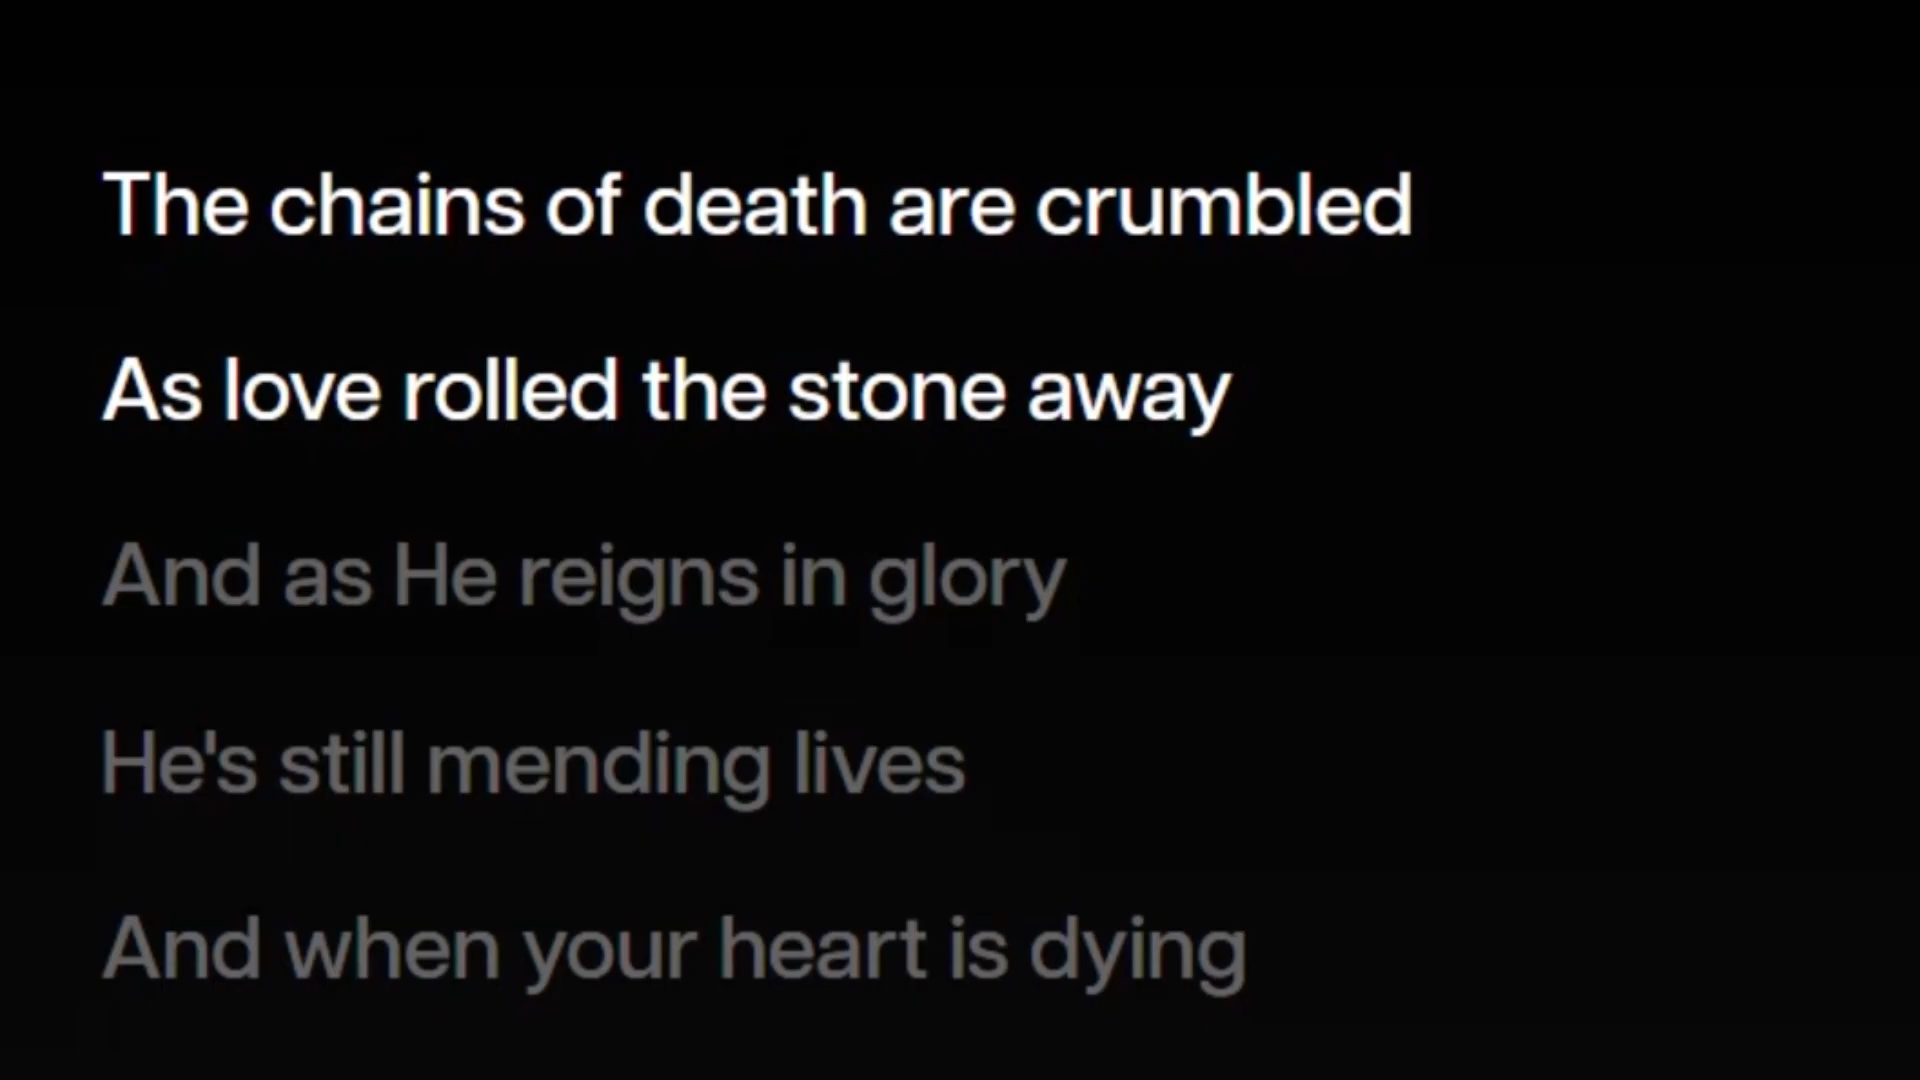 The chains of death are crumbled
As love rolled the stone away
And as He reigns in glory
He's still mending lives
And when your heart is dying